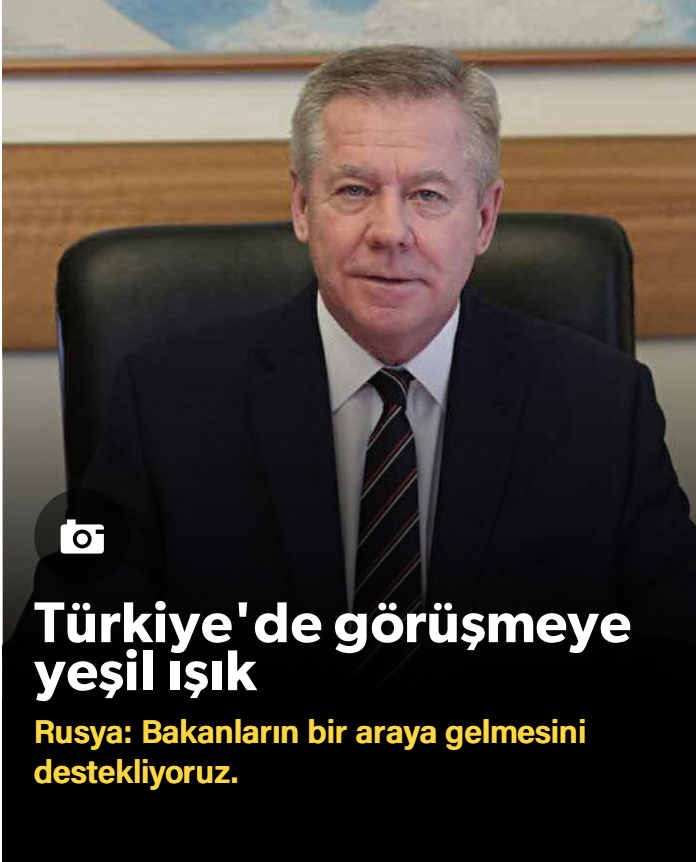 Türkiye'de görüşmeye
yeşil ışık
Rusya: Bakanların bir araya gelmesini
destekliyoruz.